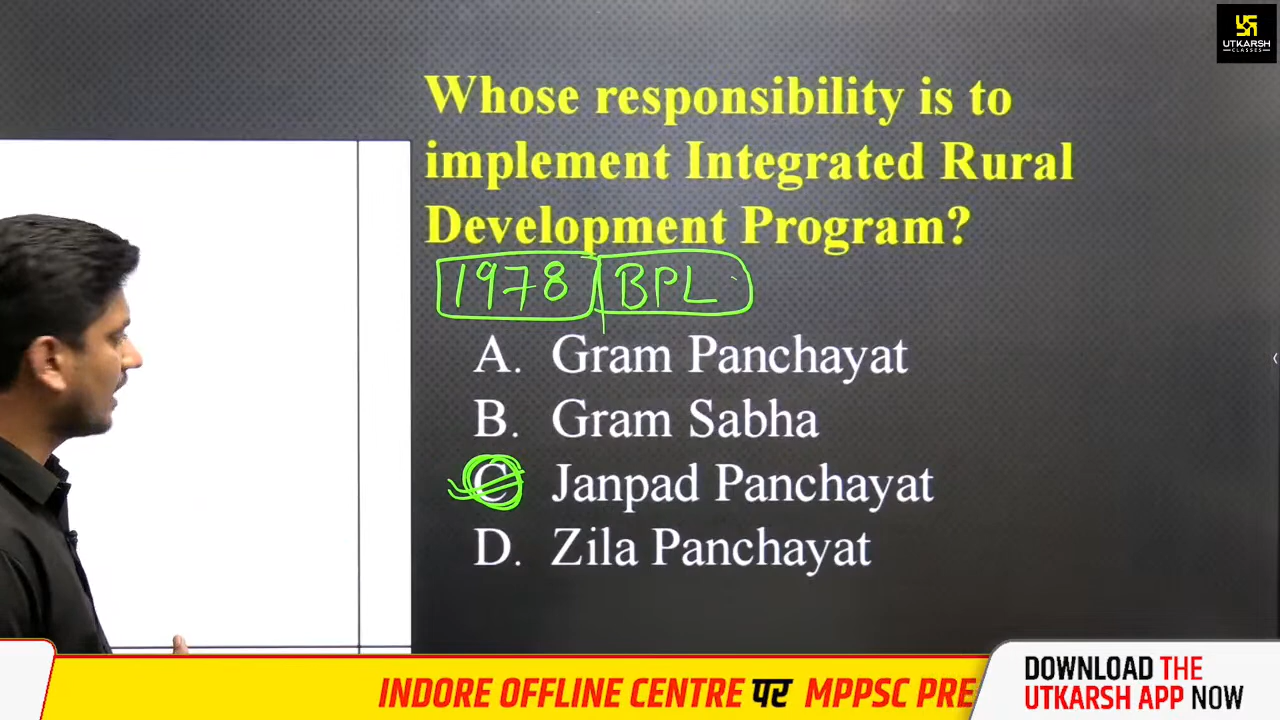 UTKARSH
CLASSES
Whose responsibility is to
implement Integrated Rural
Development Program?
1978 BPL
A. Gram Panchayat
B. Gram Sabha
C Janpad Panchayat
D. Zila Panchayat
INDORE OFFLINE CENTRE पर MPPSC PRE
DOWNLOAD THE
UTKARSH APP NOW